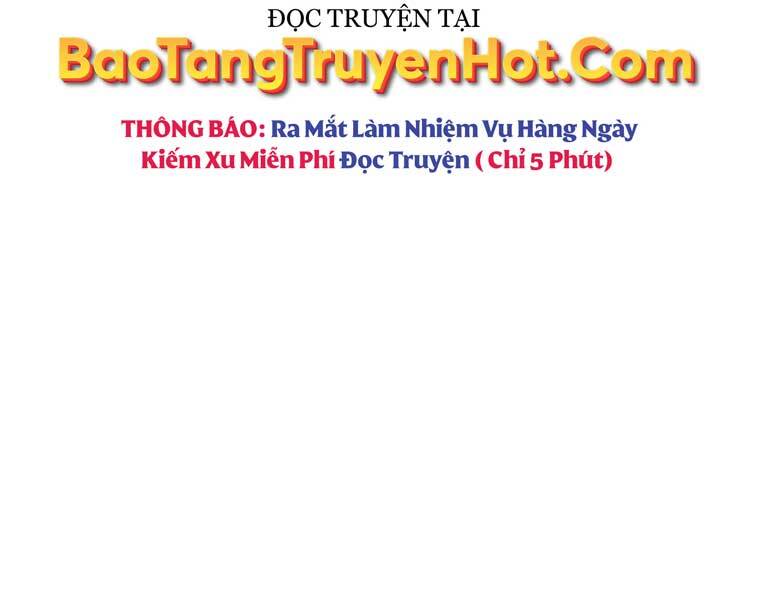 ĐỌC TRUYỆN TẠI
BaoTangTruyenHot.Com
THÔNG BÁO: Ra Mắt Làm Nhiệm Vụ Hàng Ngày
Kiếm Xu Miễn Phí Đọc Truyện ( Chỉ 5 Phút)